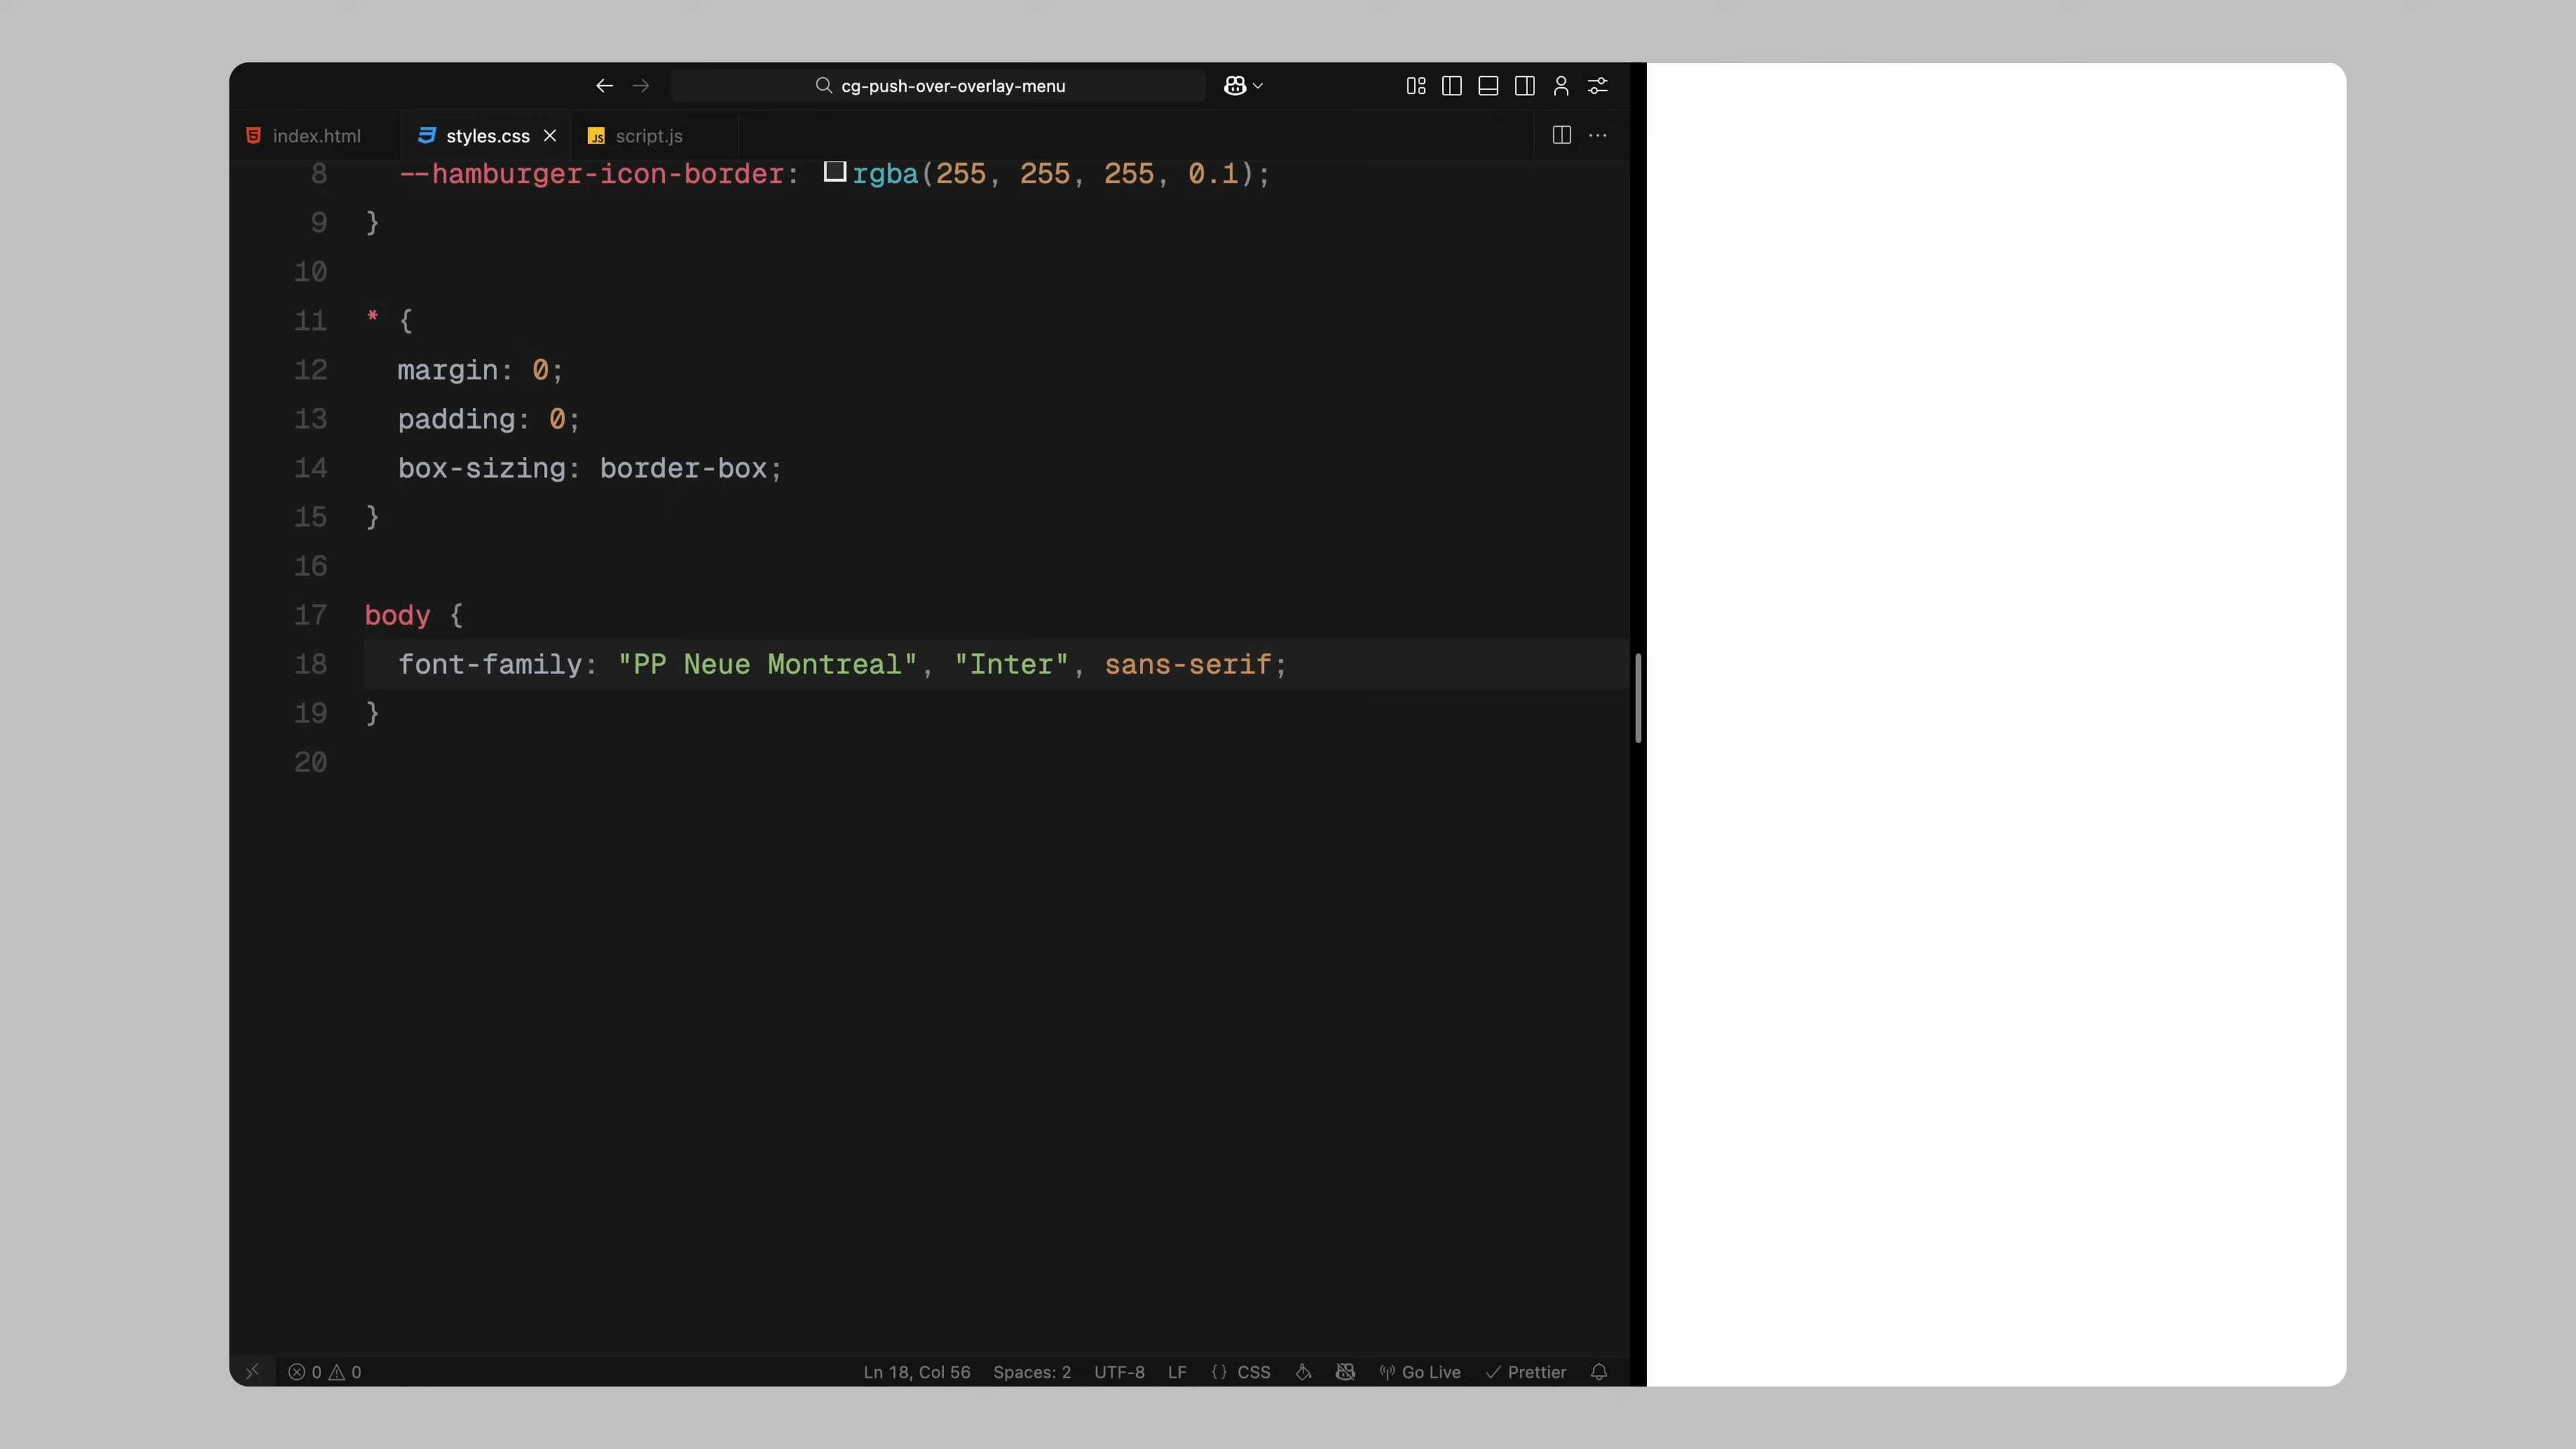 cg-push-over-overlay-menu
index.html
styles.css
JS script.js
8 --hamburger-icon-border: rgba(255, 255, 255, 0.1);
9 }
10
11 * {
12 margin: 0;
13 padding: 0;
14 box-sizing: border-box;
15 }
16
17 body {
18 font-family: "PP Neue Montreal", "Inter", sans-serif;
19 }
20
0 0 Ln 18, Col 56 Spaces: 2 UTF-8 LF {} CSS Go Live Prettier